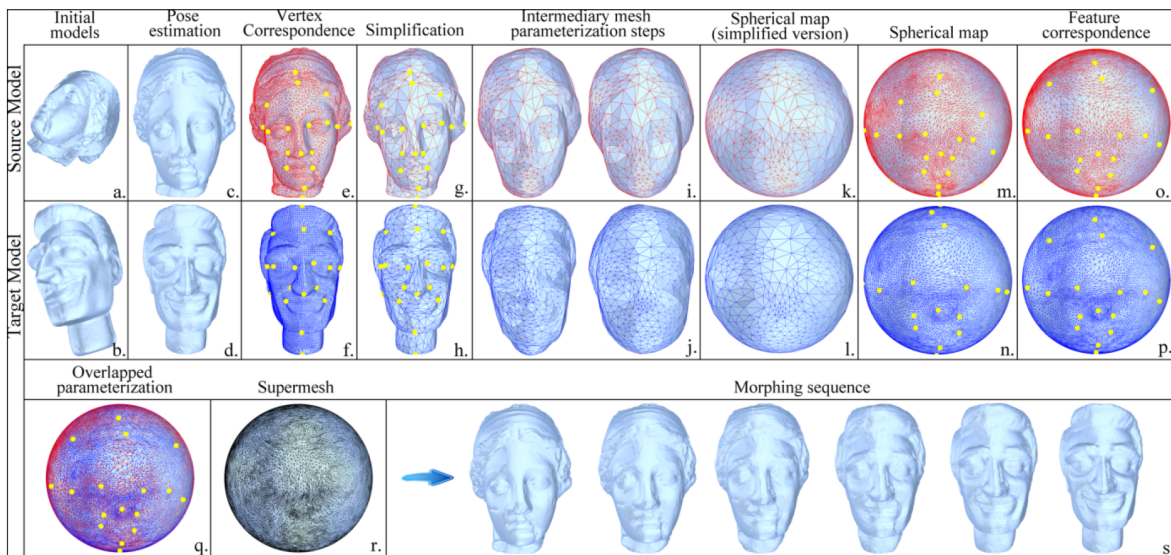 Initial
models
Pose
estimation
Vertex
Correspondence
Simplification
Intermediary mesh
parameterization steps
Spherical map
(simplified version)
Spherical map
Feature
correspondence
Source Model
a.
c.
e.
g.
i.
k.
m.
o.
Target Model
b.
d.
f.
h.
j.
l.
n.
p.
Overlapped
parameterization
Supermesh
Morphing sequence
q.
r.
s.